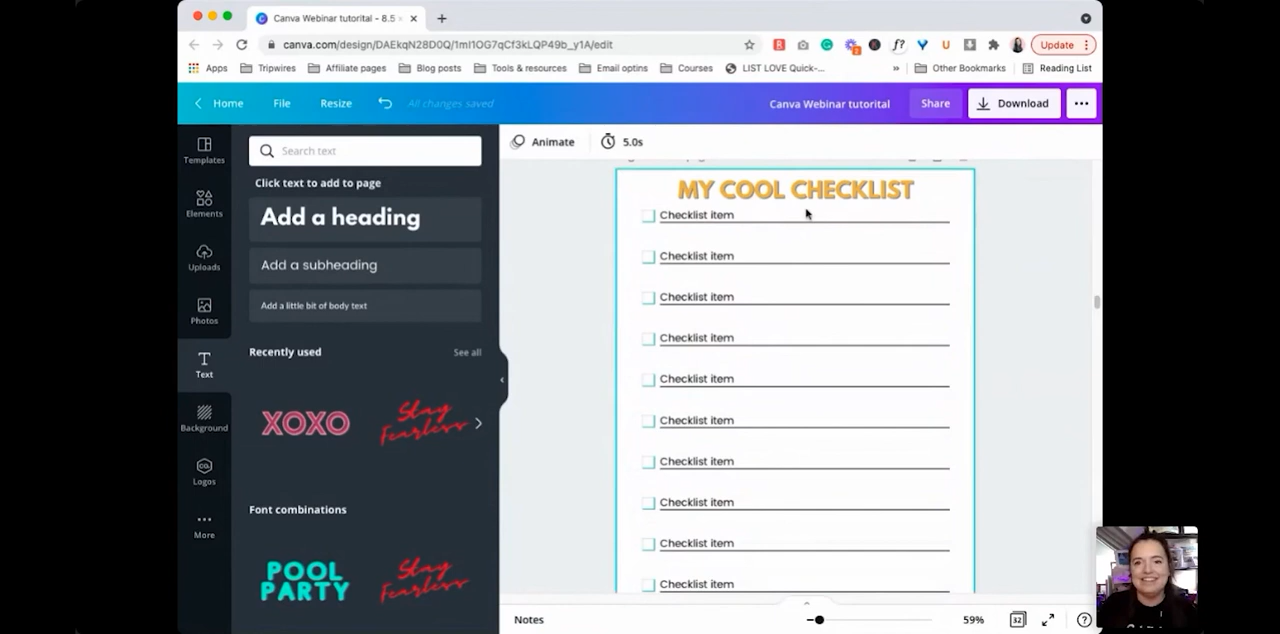 Canva Webinar tutorital - 8.5
canva.com/design/DAEkqN28D0Q/1mI1OG7qCf3kLQP49b_y1A/edit
Update
Apps
Tripwires
Affiliate pages
Blog posts
Tools & resources
Email optins
Courses
LIST LOVE Quick-...
»
Other Bookmarks
Reading List
Home
File
Resize
All changes saved
Canva Webinar tutorital
Share
Download
Templates
Elements
Uploads
Photos
Text
Background
CO.
Logos
More
Search text
Click text to add to page
Add a heading
Add a subheading
Add a little bit of body text
Recently used
See all
XOXO
Stay
Fearless
Font combinations
POOL
PARTY
Stay
Fearless
Animate
5.0s
MY COOL CHECKLIST
Checklist item
Checklist item
Checklist item
Checklist item
Checklist item
Checklist item
Checklist item
Checklist item
Checklist item
Checklist item
Notes
59%
32